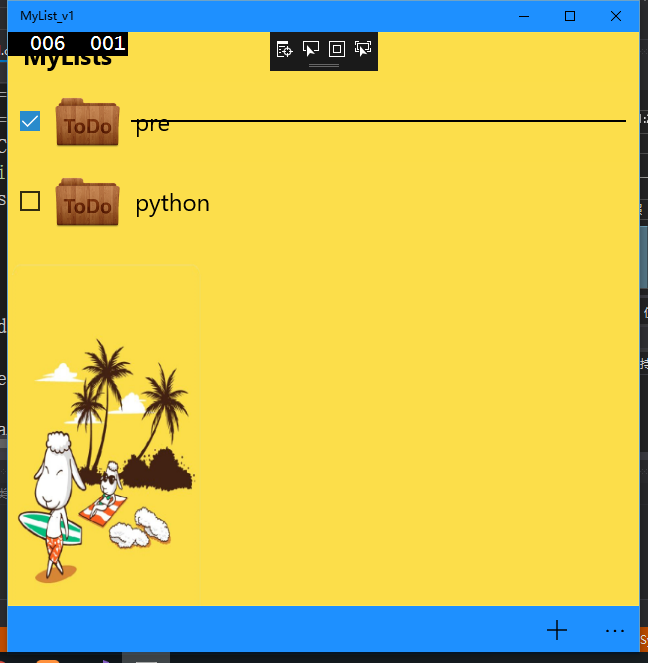 MyList_v1
006 001
MyLists
ToDo pre
ToDo python